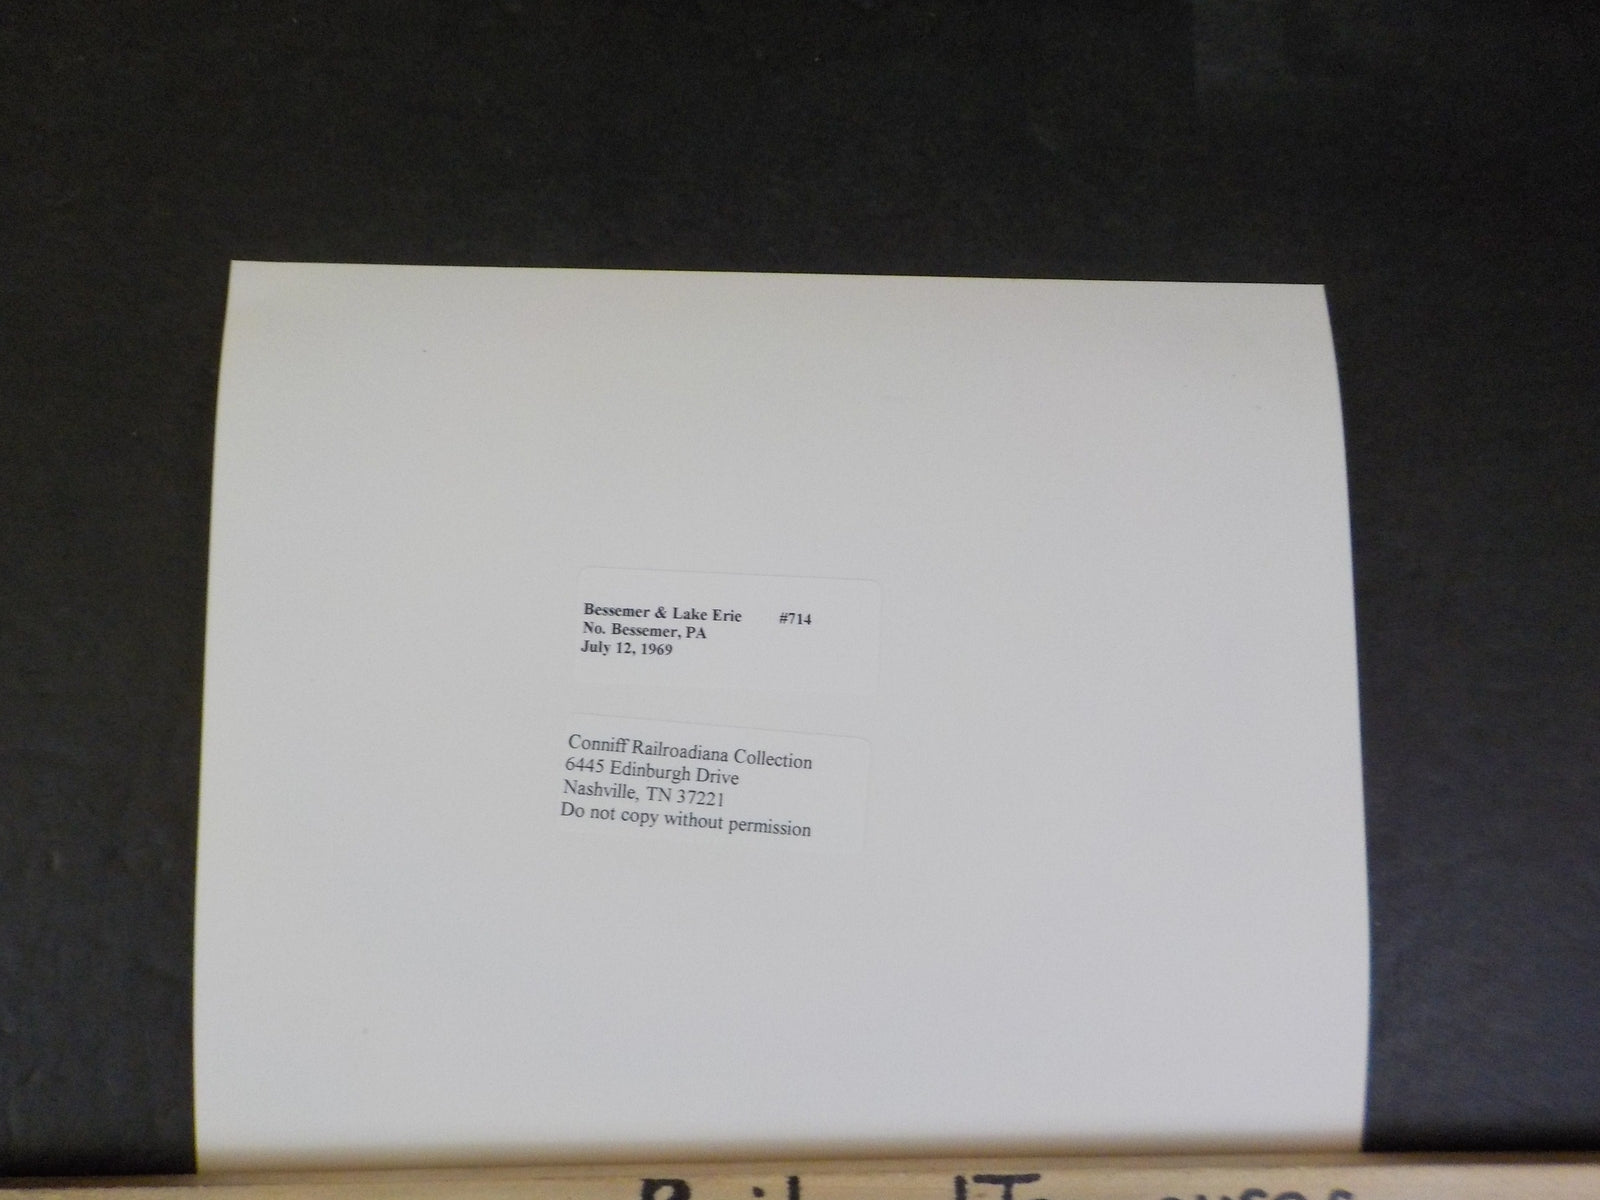 Bessemer & Lake Erie #714
No. Bessemer, PA
July 12, 1969
Conniff Railroadiana Collection
6445 Edinburgh Drive
Nashville, TN 37221
Do not copy without permission